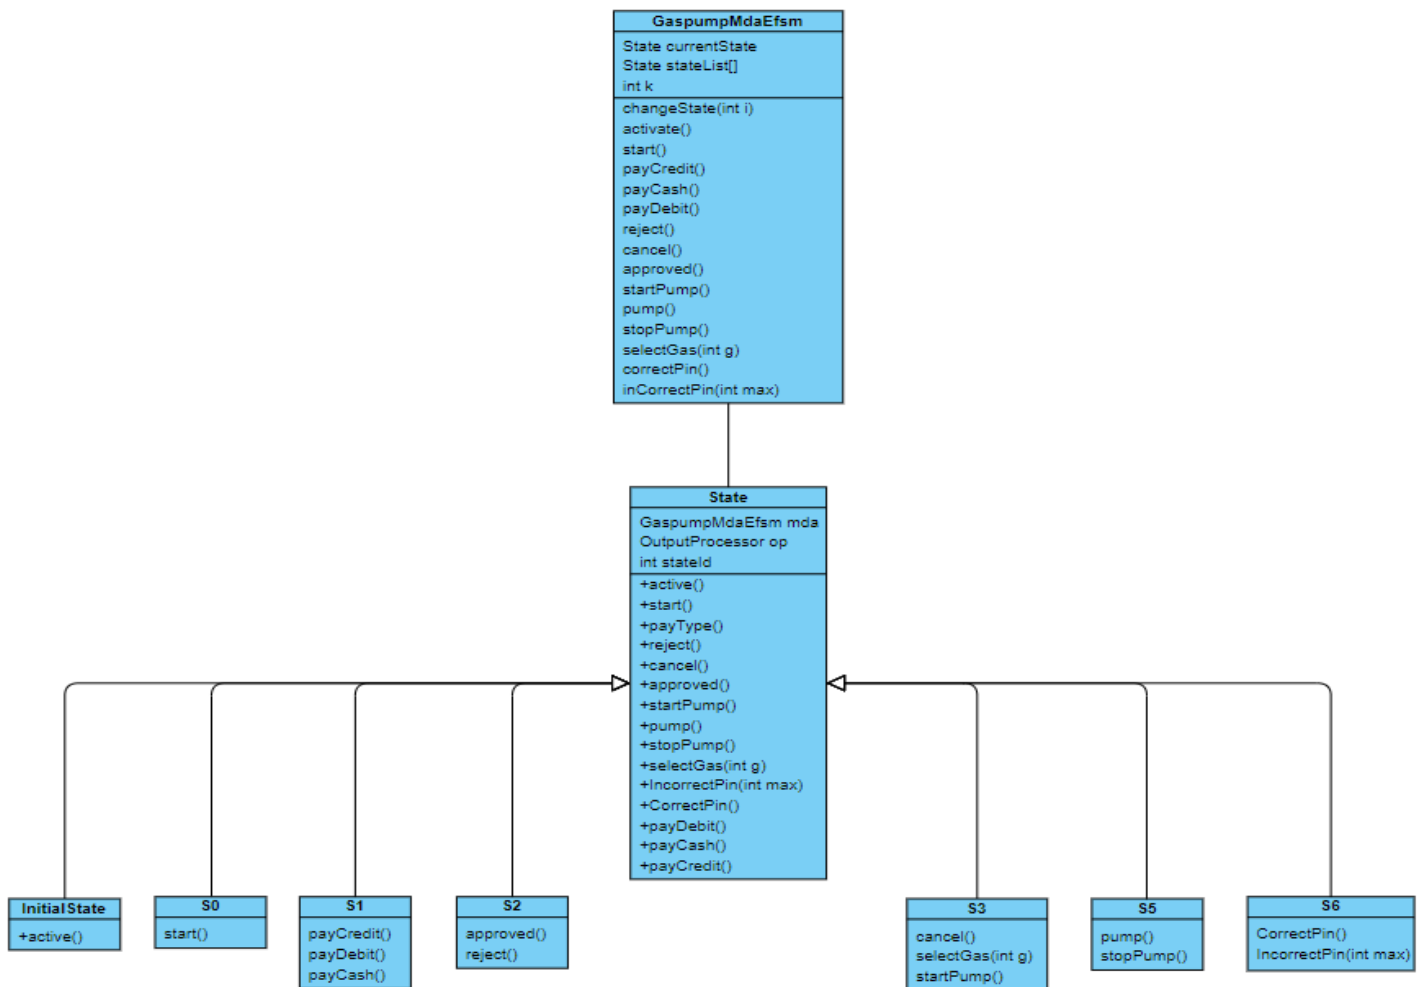 GaspumpMdaEfsm
State currentState
State stateList[]
int k
changeState(int i)
activate()
start()
payCredit()
payCash()
payDebit()
reject()
cancel()
approved()
startPump()
pump()
stopPump()
selectGas(int g)
correctPin()
inCorrectPin(int max)
State
GaspumpMdaEfsm mda
OutputProcessor op
int stateId
+active()
+start()
+payType()
+reject()
+cancel()
+approved()
+startPump()
+pump()
+stopPump()
+selectGas(int g)
+IncorrectPin(int max)
+CorrectPin()
+payDebit()
+payCash()
+payCredit()
InitialState
+active()
S0
start()
S1
payCredit()
payDebit()
payCash()
S2
approved()
reject()
S3
cancel()
selectGas(int g)
startPump()
S5
pump()
stopPump()
S6
CorrectPin()
IncorrectPin(int max)